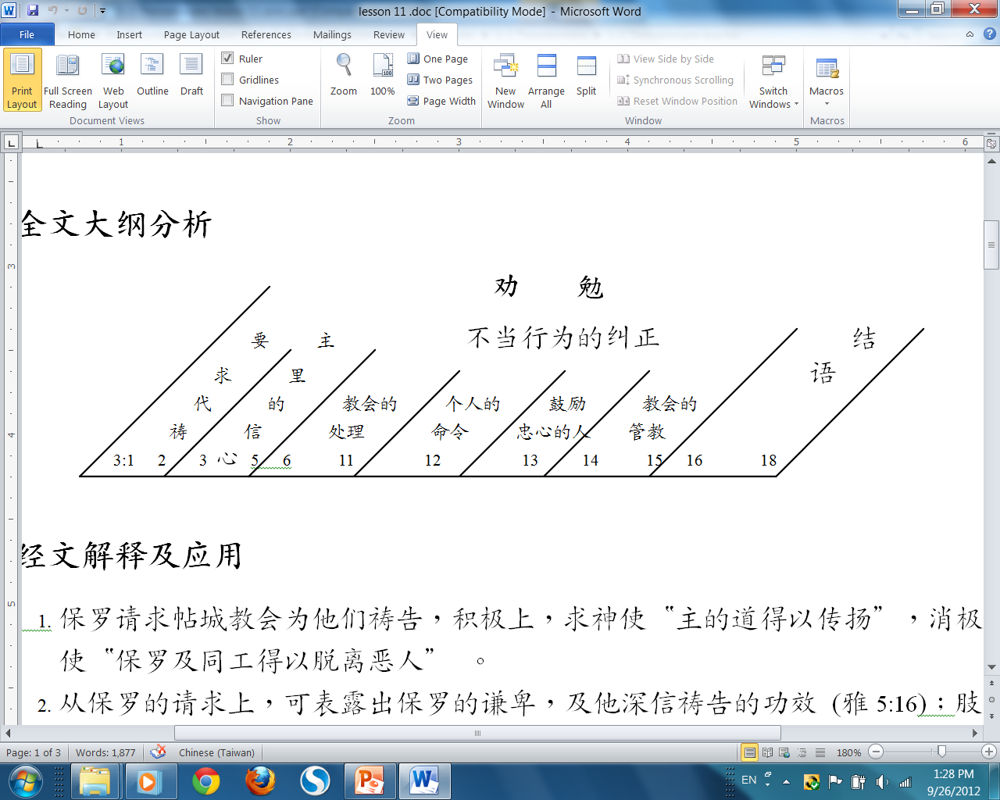 lesson 11 .doc [Compatibility Mode] - Microsoft Word
File Home Insert Page Layout References Mailings Review View
Print Layout
Full Screen Reading
Web Layout
Outline
Draft
Document Views
Ruler
Gridlines
Navigation Pane
Show
Zoom
100%
One Page
Two Pages
Page Width
Zoom
New Window
Arrange All
Split
View Side by Side
Synchronous Scrolling
Reset Window Position
Switch Windows
Window
Macros
Macros
1 2 3 4 5 6
3
4
5
全文大纲分析
劝 勉
不当行为的纠正
要求代祷
主里的信心
教会的
处理
个人的
命令
鼓励
忠心的人
教会的
管教
结语
3:1 2 3 5 6 11 12 13 14 15 16 18
经文解释及应用
1. 保罗请求帖城教会为他们祷告，积极上，求神使“主的道得以传扬”，消极
使“保罗及同工得以脱离恶人” 。
2. 从保罗的请求上，可表露出保罗的谦卑，及他深信祷告的功效 (雅 5:16)；肢
Page: 1 of 3 Words: 1,877 Chinese (Taiwan) 180%
EN
1:28 PM
9/26/2012